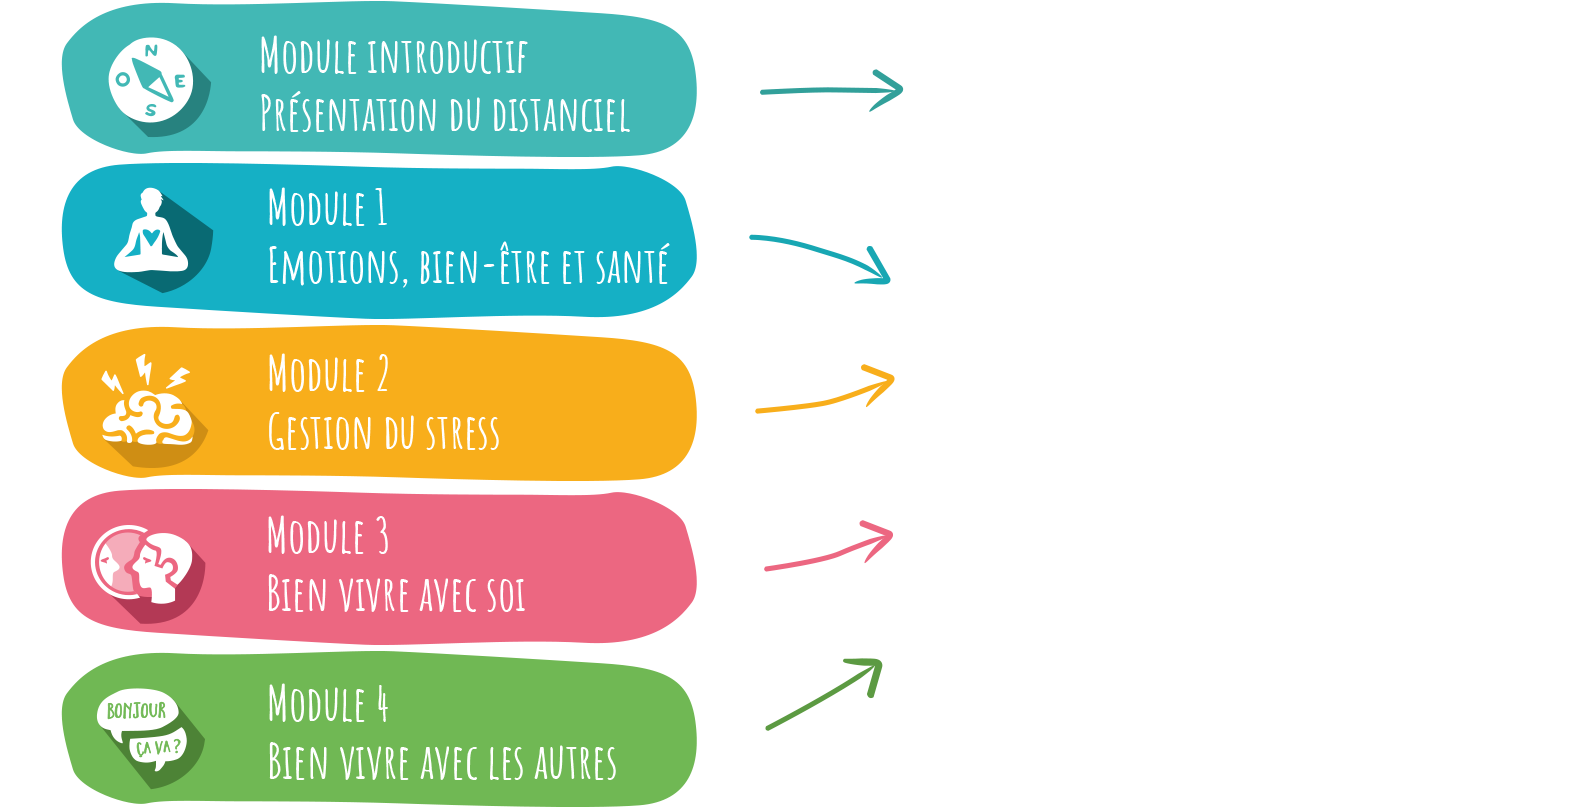 N
O E
S
Module introductif
Présentation du distanciel
Module 1
Emotions, bien-être et santé
Module 2
Gestion du stress
Module 3
Bien vivre avec soi
BONJOUR
ÇA VA ?
Module 4
Bien vivre avec les autres